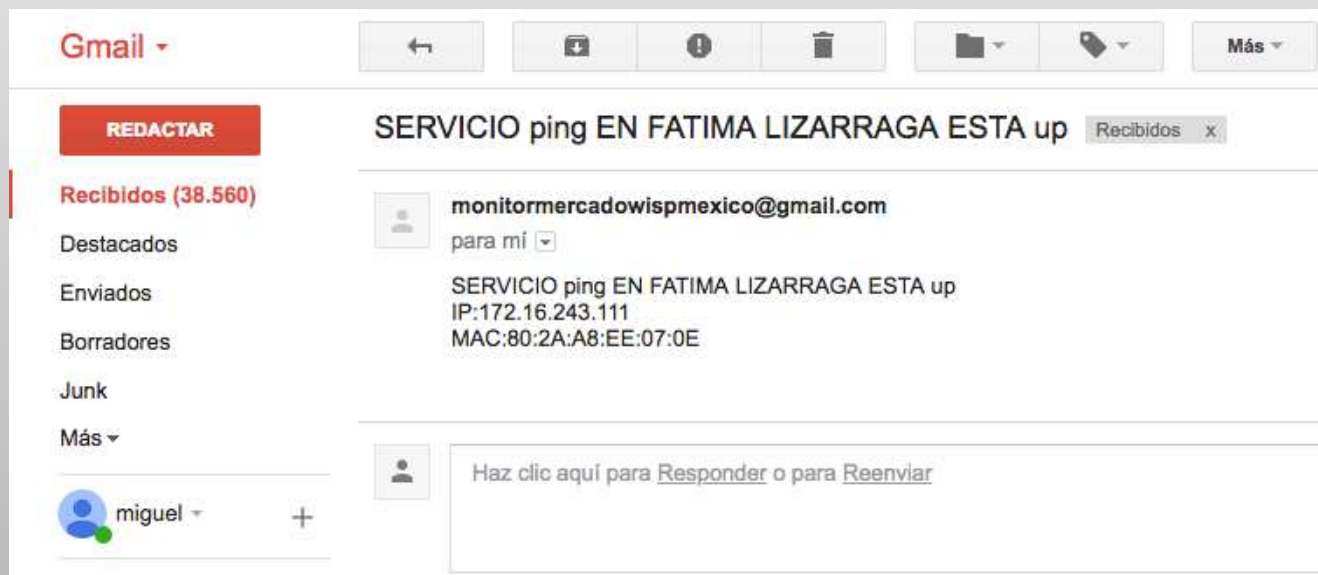 Gmail
Más
REDACTAR
SERVICIO ping EN FATIMA LIZARRAGA ESTA up
Recibidos x
Recibidos (38.560)
Destacados
Enviados
Borradores
Junk
Más
miguel
monitormercadowispmexico@gmail.com
para mí
SERVICIO ping EN FATIMA LIZARRAGA ESTA up
IP:172.16.243.111
MAC:80:2A:A8:EE:07:0E
Haz clic aquí para Responder o para Reenviar